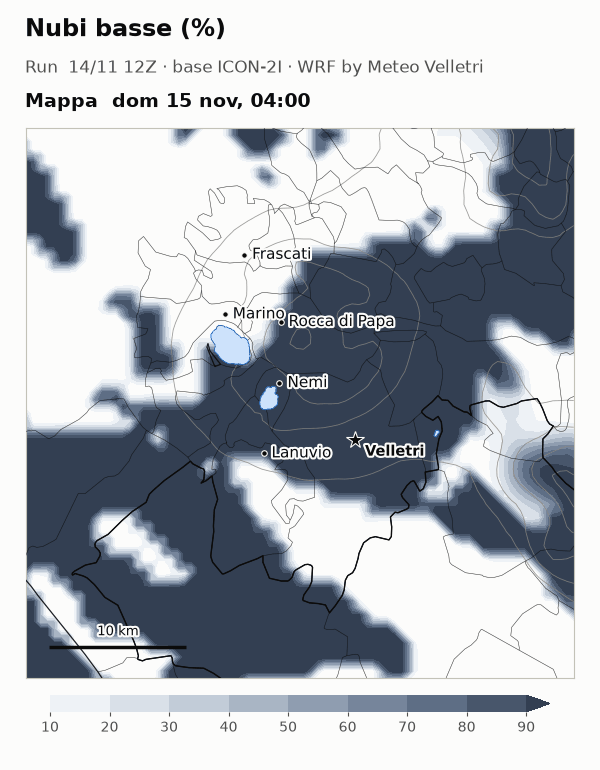 Nubi basse (%)
Run  14/11 12Z · base ICON-2I · WRF by Meteo Velletri
Mappa  dom 15 nov, 04:00
Frascati
Marino
Rocca di Papa
Nemi
Velletri
Lanuvio
10 km
10 20 30 40 50 60 70 80 90